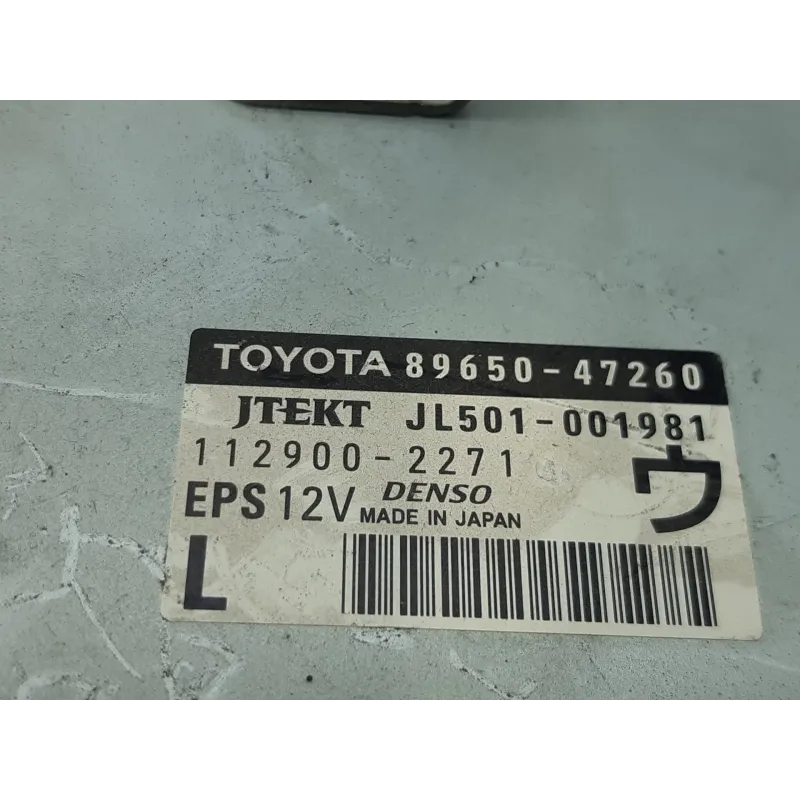 TOYOTA 89650-47260
JTEKT JL501-001981
112900-2271
ウ
EPS 12V DENSO
MADE IN JAPAN
L